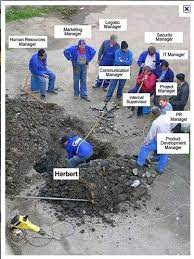 Logistic
Manager
Marketing
Manager
Security
Manager
Human Resources
Manager
IT Manager
Communication
Manager
Project
Manager
Internal
Supervisor
PR
Manager
Product
Development
Manager
Herbert